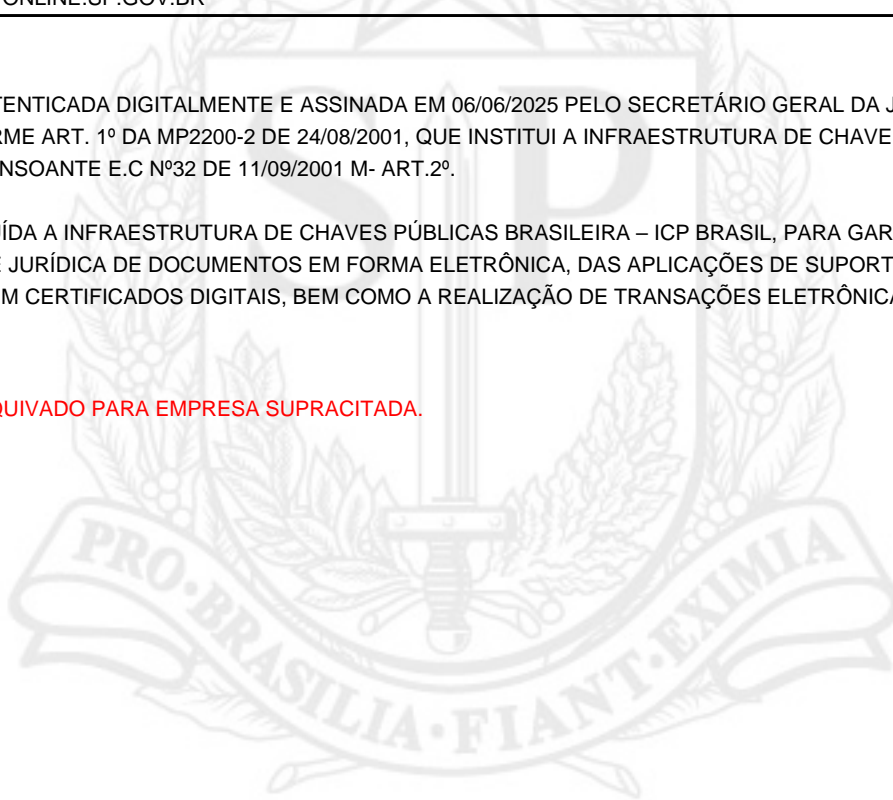 ONLINE.SP.GOV.BR
TENTICADA DIGITALMENTE E ASSINADA EM 06/06/2025 PELO SECRETÁRIO GERAL DA J
RME ART. 1º DA MP2200-2 DE 24/08/2001, QUE INSTITUI A INFRAESTRUTURA DE CHAVE
NSOANTE E.C Nº32 DE 11/09/2001 M- ART.2º.
ÍDA A INFRAESTRUTURA DE CHAVES PÚBLICAS BRASILEIRA – ICP BRASIL, PARA GAR
E JURÍDICA DE DOCUMENTOS EM FORMA ELETRÔNICA, DAS APLICAÇÕES DE SUPORT
M CERTIFICADOS DIGITAIS, BEM COMO A REALIZAÇÃO DE TRANSAÇÕES ELETRÔNICA
QUIVADO PARA EMPRESA SUPRACITADA.
SP
PRO·BRASILIA·FIANT·EXIMIA